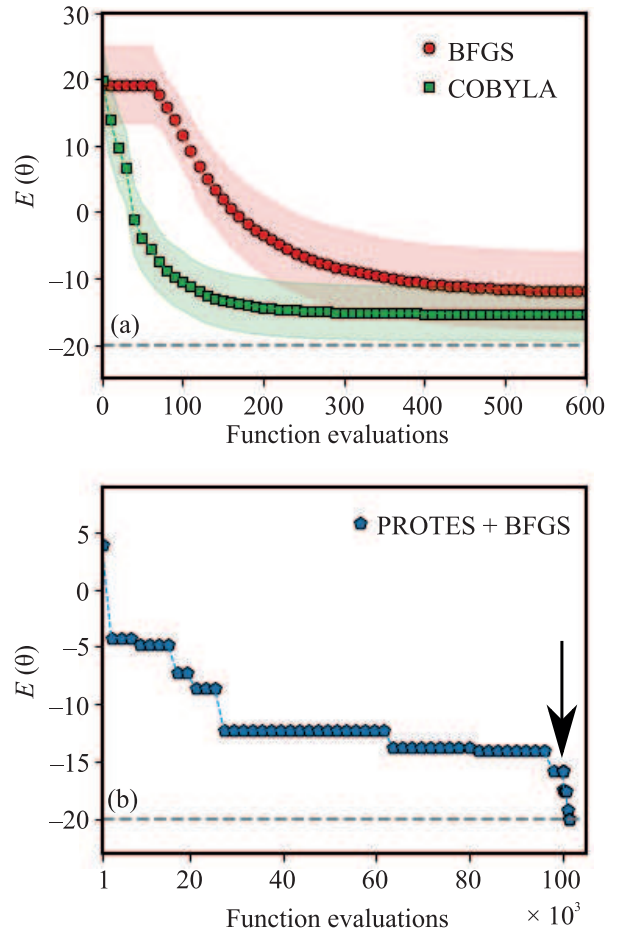 30
20
10
0
–10
–20
E (θ)
BFGS
COBYLA
(a)
0 100 200 300 400 500 600
Function evaluations
5
0
–5
–10
–15
–20
E (θ)
PROTES + BFGS
(b)
1 20 40 60 80 100
Function evaluations × 10³